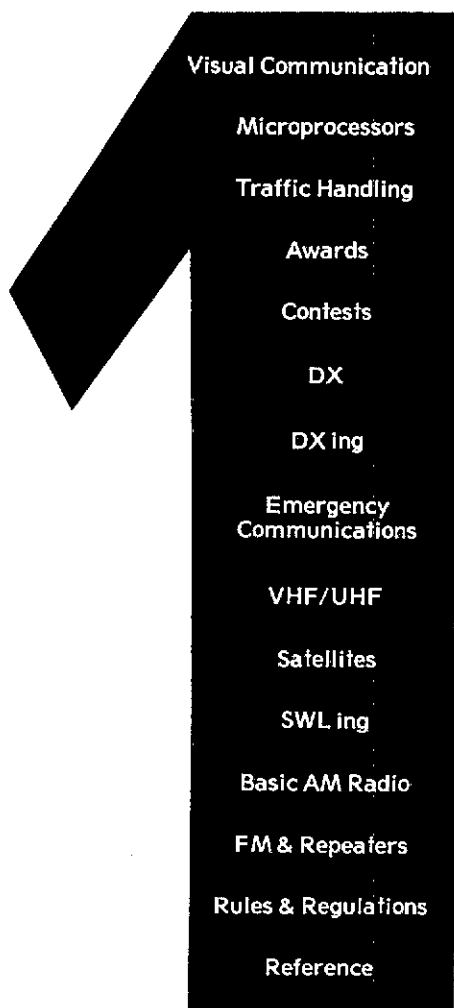 Visual Communication
Microprocessors
Traffic Handling
Awards
Contests
DX
DX ing
Emergency
Communications
VHF/UHF
Satellites
SWL ing
Basic AM Radio
FM & Repeaters
Rules & Regulations
Reference